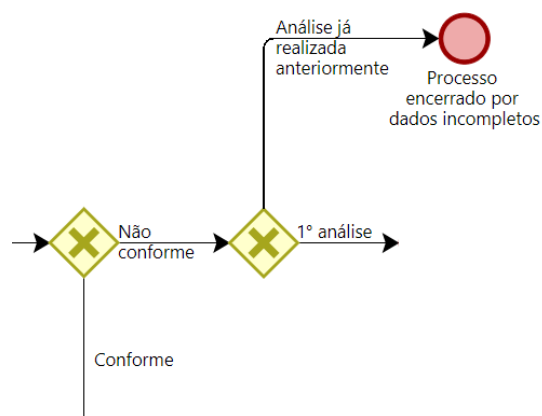 Análise já
realizada
anteriormente
Processo
encerrado por
dados incompletos
Não
conforme
1° análise
Conforme